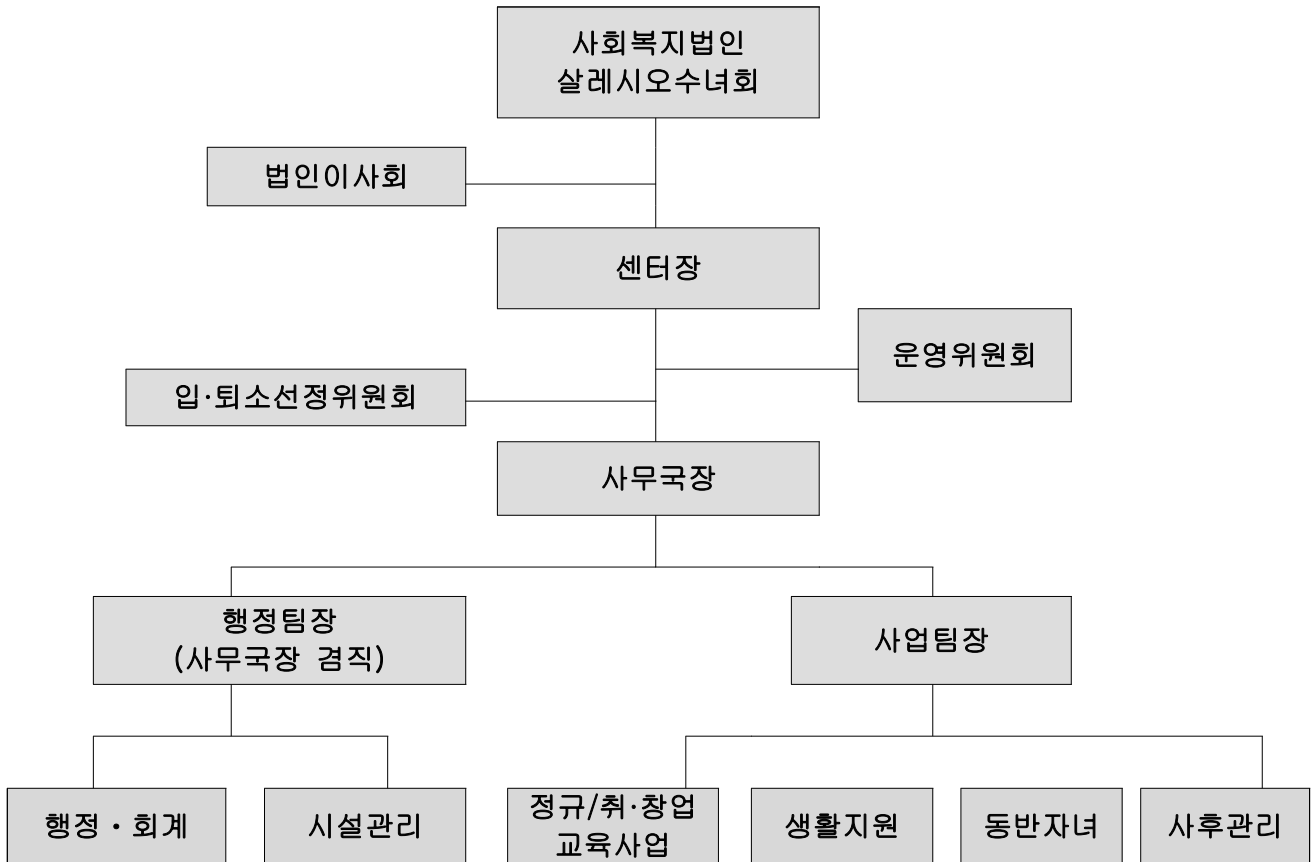 사회복지법인
살레시오수녀회
법인이사회
센터장
운영위원회
입·퇴소선정위원회
사무국장
행정팀장
(사무국장 겸직)
사업팀장
행정·회계
시설관리
정규/취·창업
교육사업
생활지원
동반자녀
사후관리